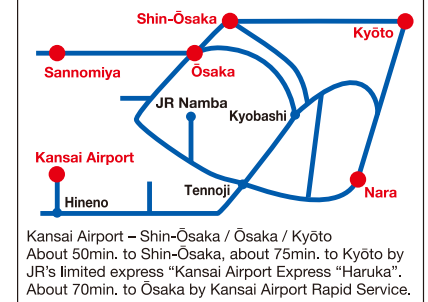 Shin-Ōsaka
Kyōto
Sannomiya
Ōsaka
JR Namba
Kyobashi
Kansai Airport
Tennoji
Nara
Hineno
Kansai Airport – Shin-Ōsaka / Ōsaka / Kyōto
About 50min. to Shin-Ōsaka, about 75min. to Kyōto by
JR's limited express “Kansai Airport Express “Haruka”.
About 70min. to Ōsaka by Kansai Airport Rapid Service.